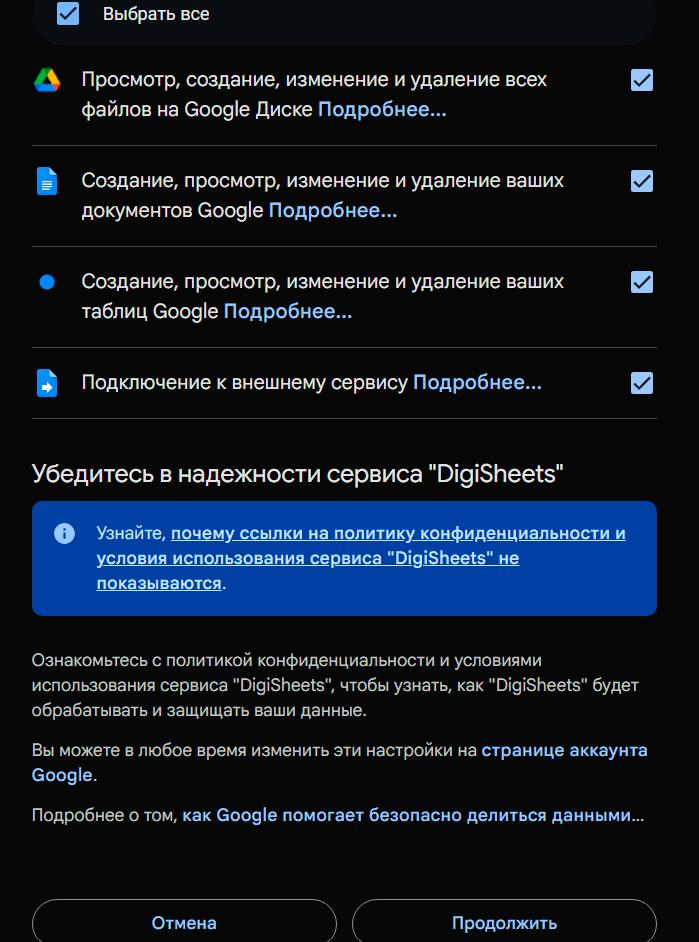 Выбрать все
Просмотр, создание, изменение и удаление всех
файлов на Google Диске Подробнее...
Создание, просмотр, изменение и удаление ваших
документов Google Подробнее...
Создание, просмотр, изменение и удаление ваших
таблиц Google Подробнее...
Подключение к внешнему сервису Подробнее...
Убедитесь в надежности сервиса "DigiSheets"
Узнайте, почему ссылки на политику конфиденциальности и
условия использования сервиса "DigiSheets" не
показываются.
Ознакомьтесь с политикой конфиденциальности и условиями
использования сервиса "DigiSheets", чтобы узнать, как "DigiSheets" будет
обрабатывать и защищать ваши данные.
Вы можете в любое время изменить эти настройки на странице аккаунта
Google.
Подробнее о том, как Google помогает безопасно делиться данными...
Отмена
Продолжить